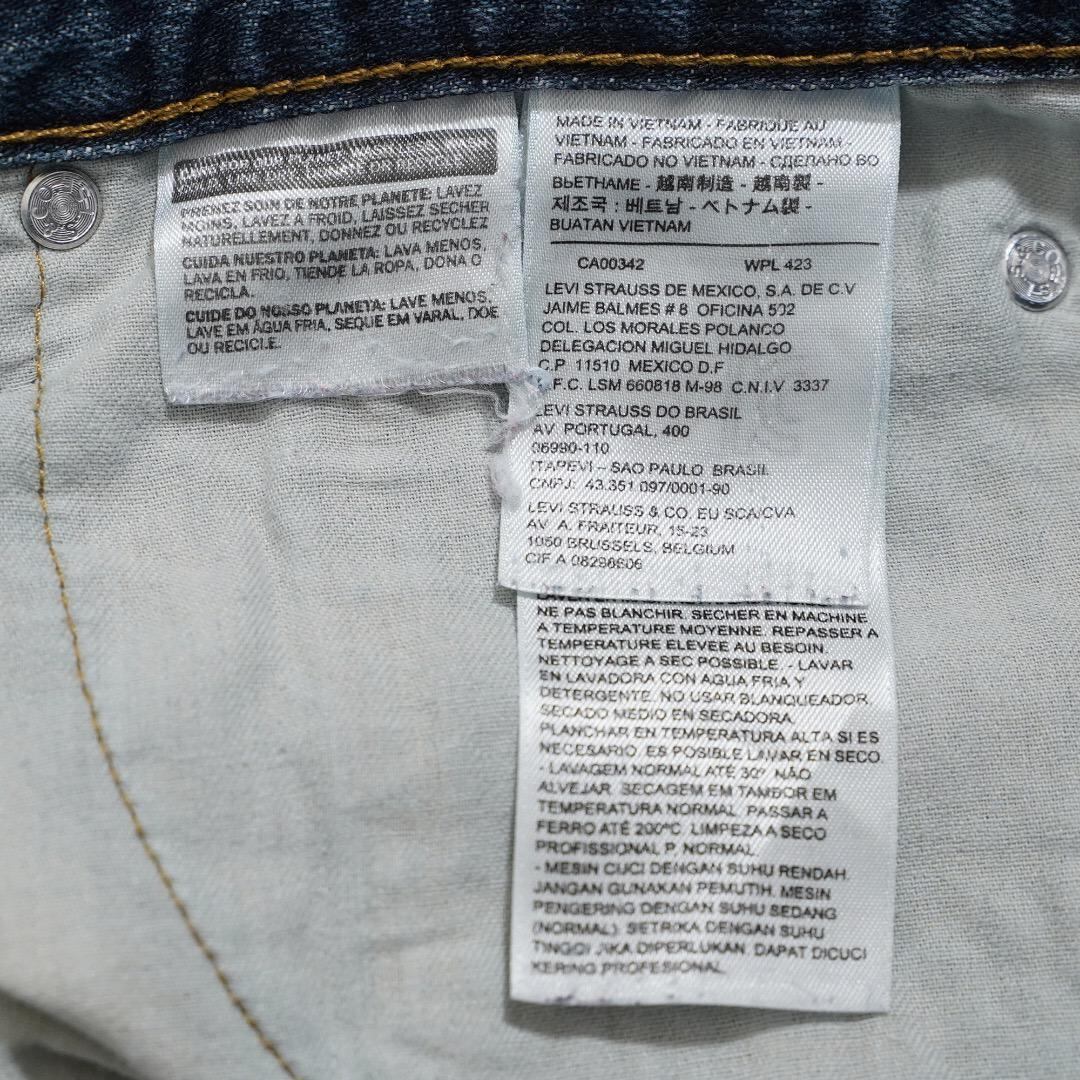 PRENEZ SOIN DE NOTRE PLANETE: LAVEZ
MOINS, LAVEZ A FROID, LAISSEZ SECHER
NATURELLEMENT, DONNEZ OU RECYCLEZ
CUIDA NUESTRO PLANETA: LAVA MENOS,
LAVA EN FRIO, TIENDE LA ROPA, DONA O
RECICLA.
CUIDE DO NOSSO PLANETA: LAVE MENOS,
LAVE EM ÁGUA FRIA, SEQUE EM VARAL, DOE
OU RECICLE.
MADE IN VIETNAM - FABRIQUE AU
VIETNAM - FABRICADO EN VIETNAM -
FABRICADO NO VIETNAM - СДЕЛАНО ВО
ВЬЕТНАМЕ - 越南制造 - 越南製 -
제조국 : 베트남 - ベトナム製 -
BUATAN VIETNAM
CA00342 WPL 423
LEVI STRAUSS DE MEXICO, S.A. DE C.V
JAIME BALMES # 8 OFICINA 502
COL. LOS MORALES POLANCO
DELEGACION MIGUEL HIDALGO
C.P 11510 MEXICO D.F
.F.C. LSM 660818 M-98 C.N.I.V 3337
LEVI STRAUSS DO BRASIL
AV. PORTUGAL, 400
06990-110
ITAPEVI – SAO PAULO BRASIL
CNPJ: 43.351.097/0001-90
LEVI STRAUSS & CO. EU SCA/CVA
AV. A. FRAITEUR, 15-23
1050 BRUSSELS, BELGIUM
CIF A 08298606
NE PAS BLANCHIR. SECHER EN MACHINE
A TEMPERATURE MOYENNE. REPASSER A
TEMPERATURE ELEVEE AU BESOIN.
NETTOYAGE A SEC POSSIBLE. - LAVAR
EN LAVADORA CON AGUA FRIA Y
DETERGENTE. NO USAR BLANQUEADOR.
SECADO MEDIO EN SECADORA.
PLANCHAR EN TEMPERATURA ALTA SI ES
NECESARIO. ES POSIBLE LAVAR EN SECO.
- LAVAGEM NORMAL ATÉ 30º. NÃO
ALVEJAR. SECAGEM EM TAMBOR EM
TEMPERATURA NORMAL. PASSAR A
FERRO ATÉ 200ºC. LIMPEZA A SECO
PROFISSIONAL P, NORMAL.
- MESIN CUCI DENGAN SUHU RENDAH.
JANGAN GUNAKAN PEMUTIH. MESIN
PENGERING DENGAN SUHU SEDANG
(NORMAL). SETRIKA DENGAN SUHU
TINGGI JIKA DIPERLUKAN. DAPAT DICUCI
KERING PROFESIONAL.